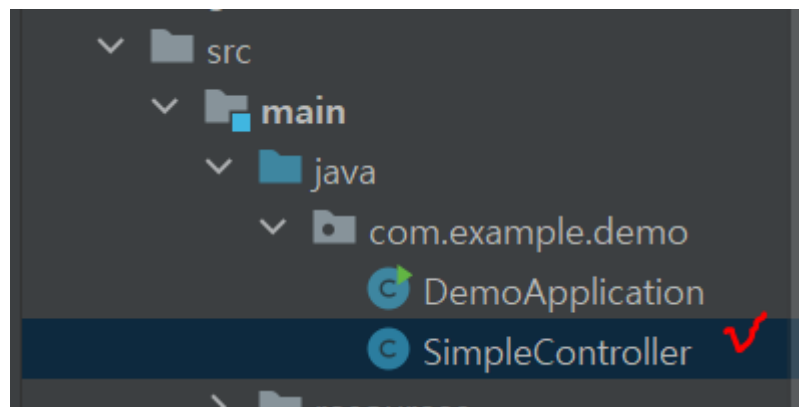 src
main
java
com.example.demo
DemoApplication
SimpleController